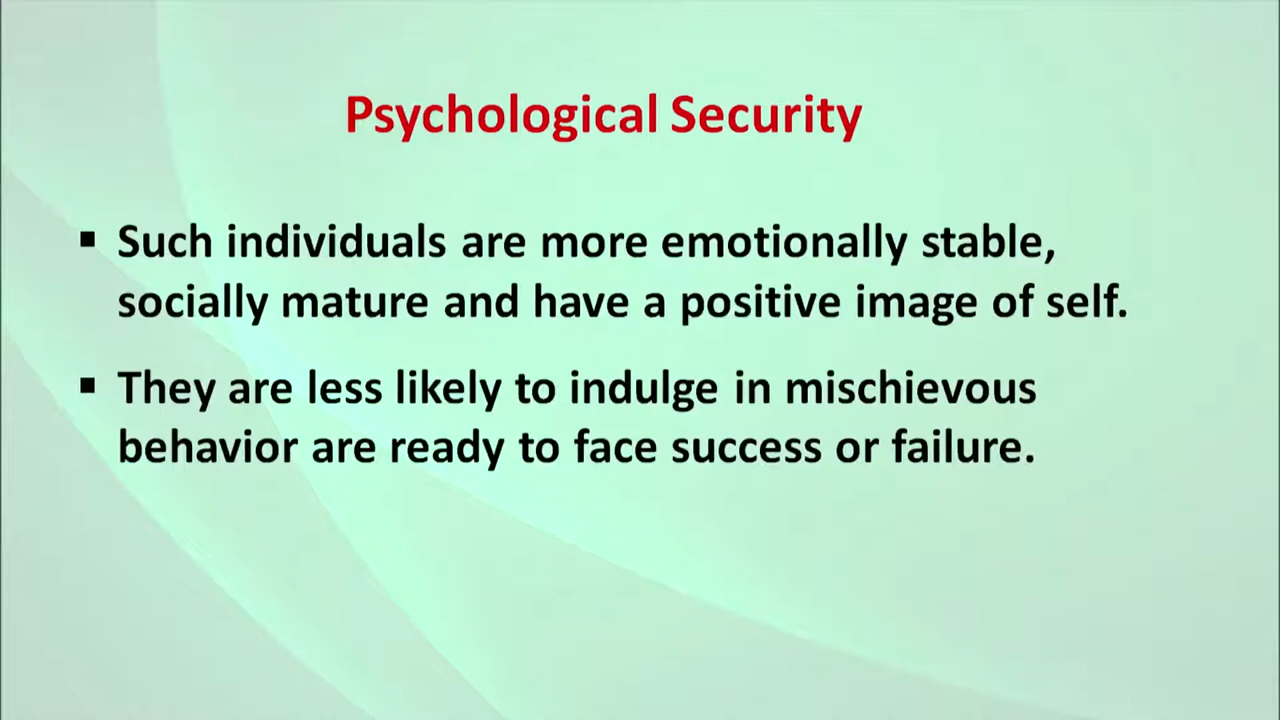 Psychological Security
▪ Such individuals are more emotionally stable,
socially mature and have a positive image of self.
▪ They are less likely to indulge in mischievous
behavior are ready to face success or failure.